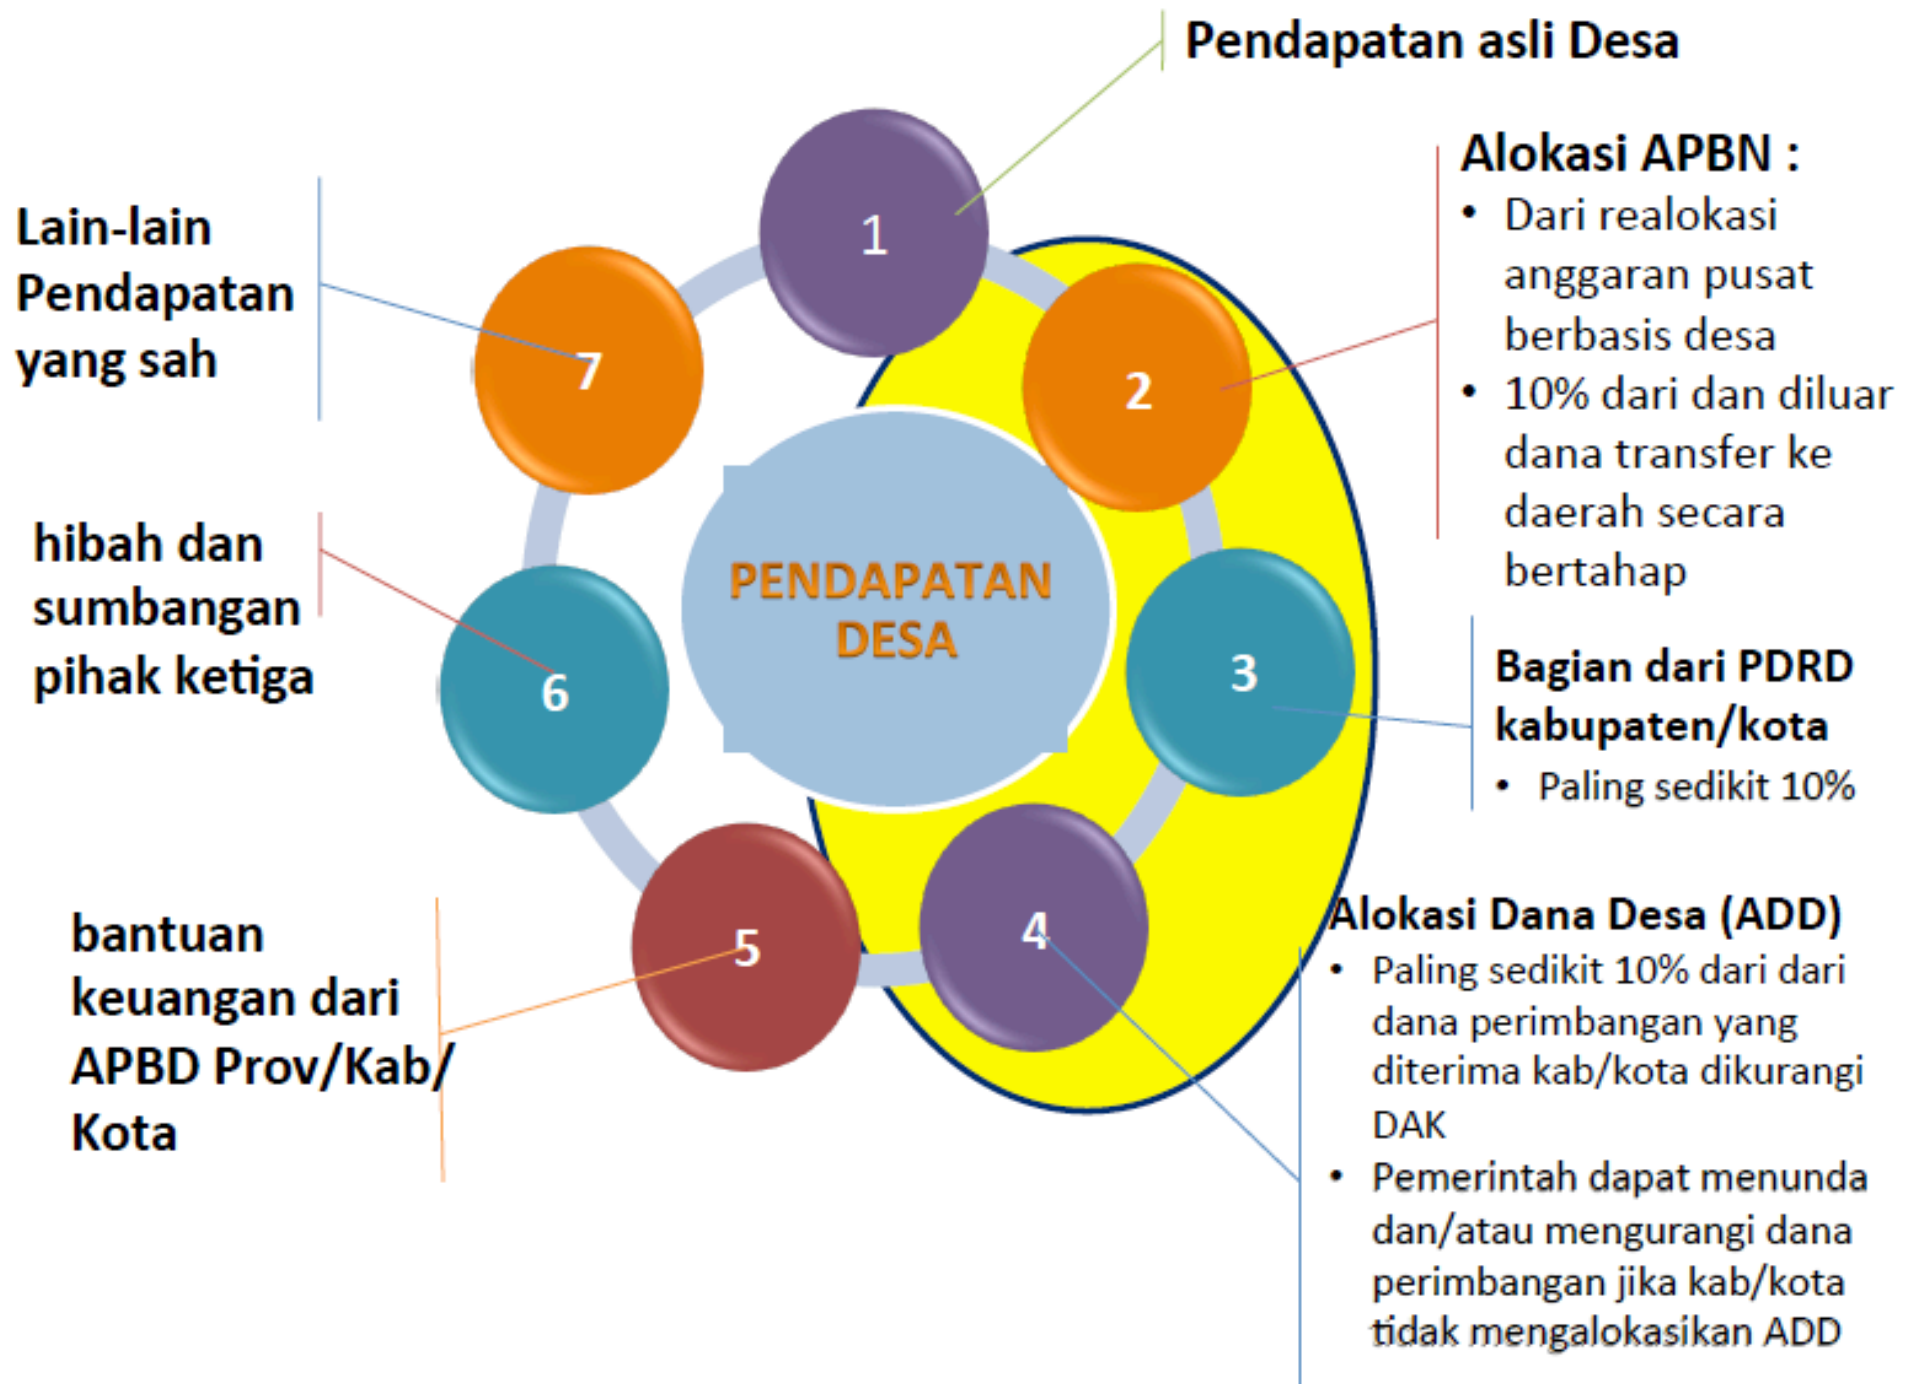 Pendapatan asli Desa
1
Alokasi APBN :
• Dari realokasi
anggaran pusat
berbasis desa
• 10% dari dan diluar
dana transfer ke
daerah secara
bertahap
2
Bagian dari PDRD
kabupaten/kota
• Paling sedikit 10%
3
Alokasi Dana Desa (ADD)
• Paling sedikit 10% dari dari
dana perimbangan yang
diterima kab/kota dikurangi
DAK
• Pemerintah dapat menunda
dan/atau mengurangi dana
perimbangan jika kab/kota
tidak mengalokasikan ADD
4
bantuan
keuangan dari
APBD Prov/Kab/
Kota
5
hibah dan
sumbangan
pihak ketiga
6
Lain-lain
Pendapatan
yang sah
7
PENDAPATAN
DESA